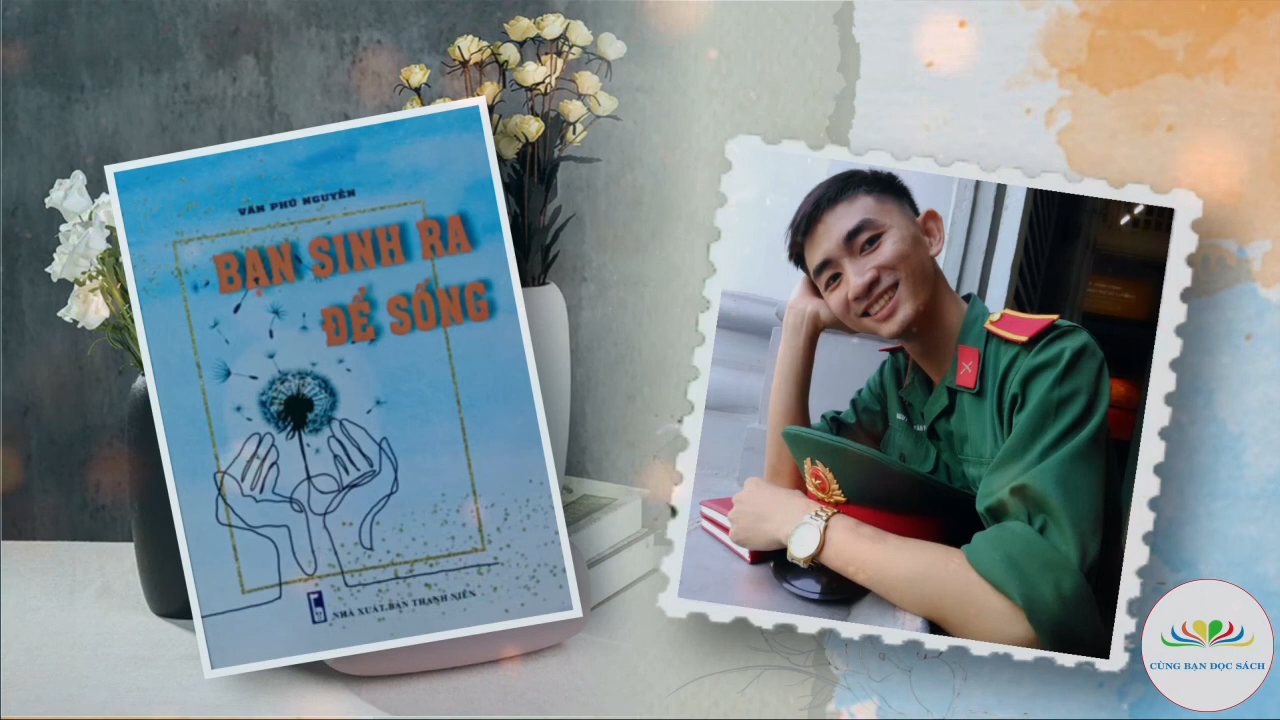 VĂN PHÚ NGUYÊN
BẠN SINH RA
ĐỂ SỐNG
NHÀ XUẤT BẢN THANH NIÊN
CÙNG BẠN ĐỌC SÁCH